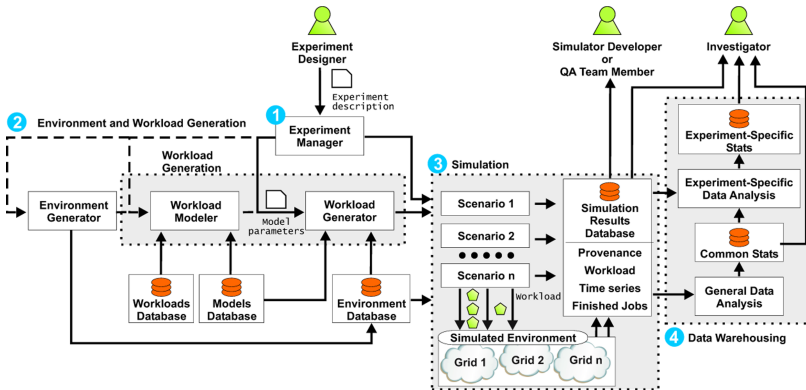 Experiment
Designer
Simulator Developer
or
QA Team Member
Investigator
Experiment
description
1
Experiment
Manager
2 Environment and Workload Generation
Workload
Generation
Environment
Generator
Workload
Modeler
Model
parameters
Workload
Generator
Workloads
Database
Models
Database
Environment
Database
3 Simulation
Scenario 1
Scenario 2
Scenario n
Workload
Simulated Environment
Grid 1
Grid 2
Grid n
Simulation
Results
Database
Provenance
Workload
Time series
Finished Jobs
Experiment-Specific
Stats
Experiment-Specific
Data Analysis
Common Stats
General Data
Analysis
4 Data Warehousing